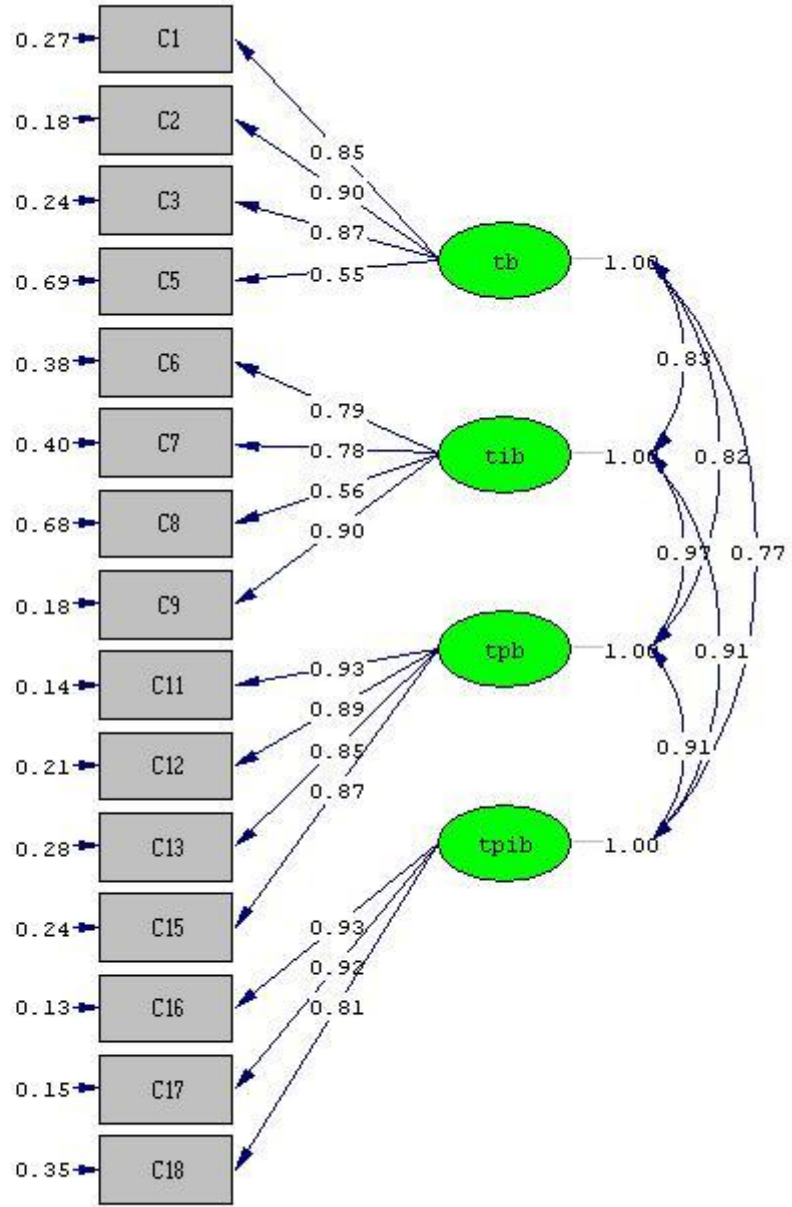 0.27 C1
0.18 C2
0.85
0.90
0.24 C3
0.87
tb 1.00
0.69 C5 0.55
0.38 C6
0.83
0.79
0.40 C7 0.78
tib 1.00 0.82
0.56
0.68 C8
0.90
0.97 0.77
0.18 C9
0.93
tpb 1.00 0.91
0.14 C11
0.89
0.85
0.91
0.21 C12
0.87
0.28 C13
tpib 1.00
0.24 C15 0.93
0.92
0.13 C16 0.81
0.15 C17
0.35 C18